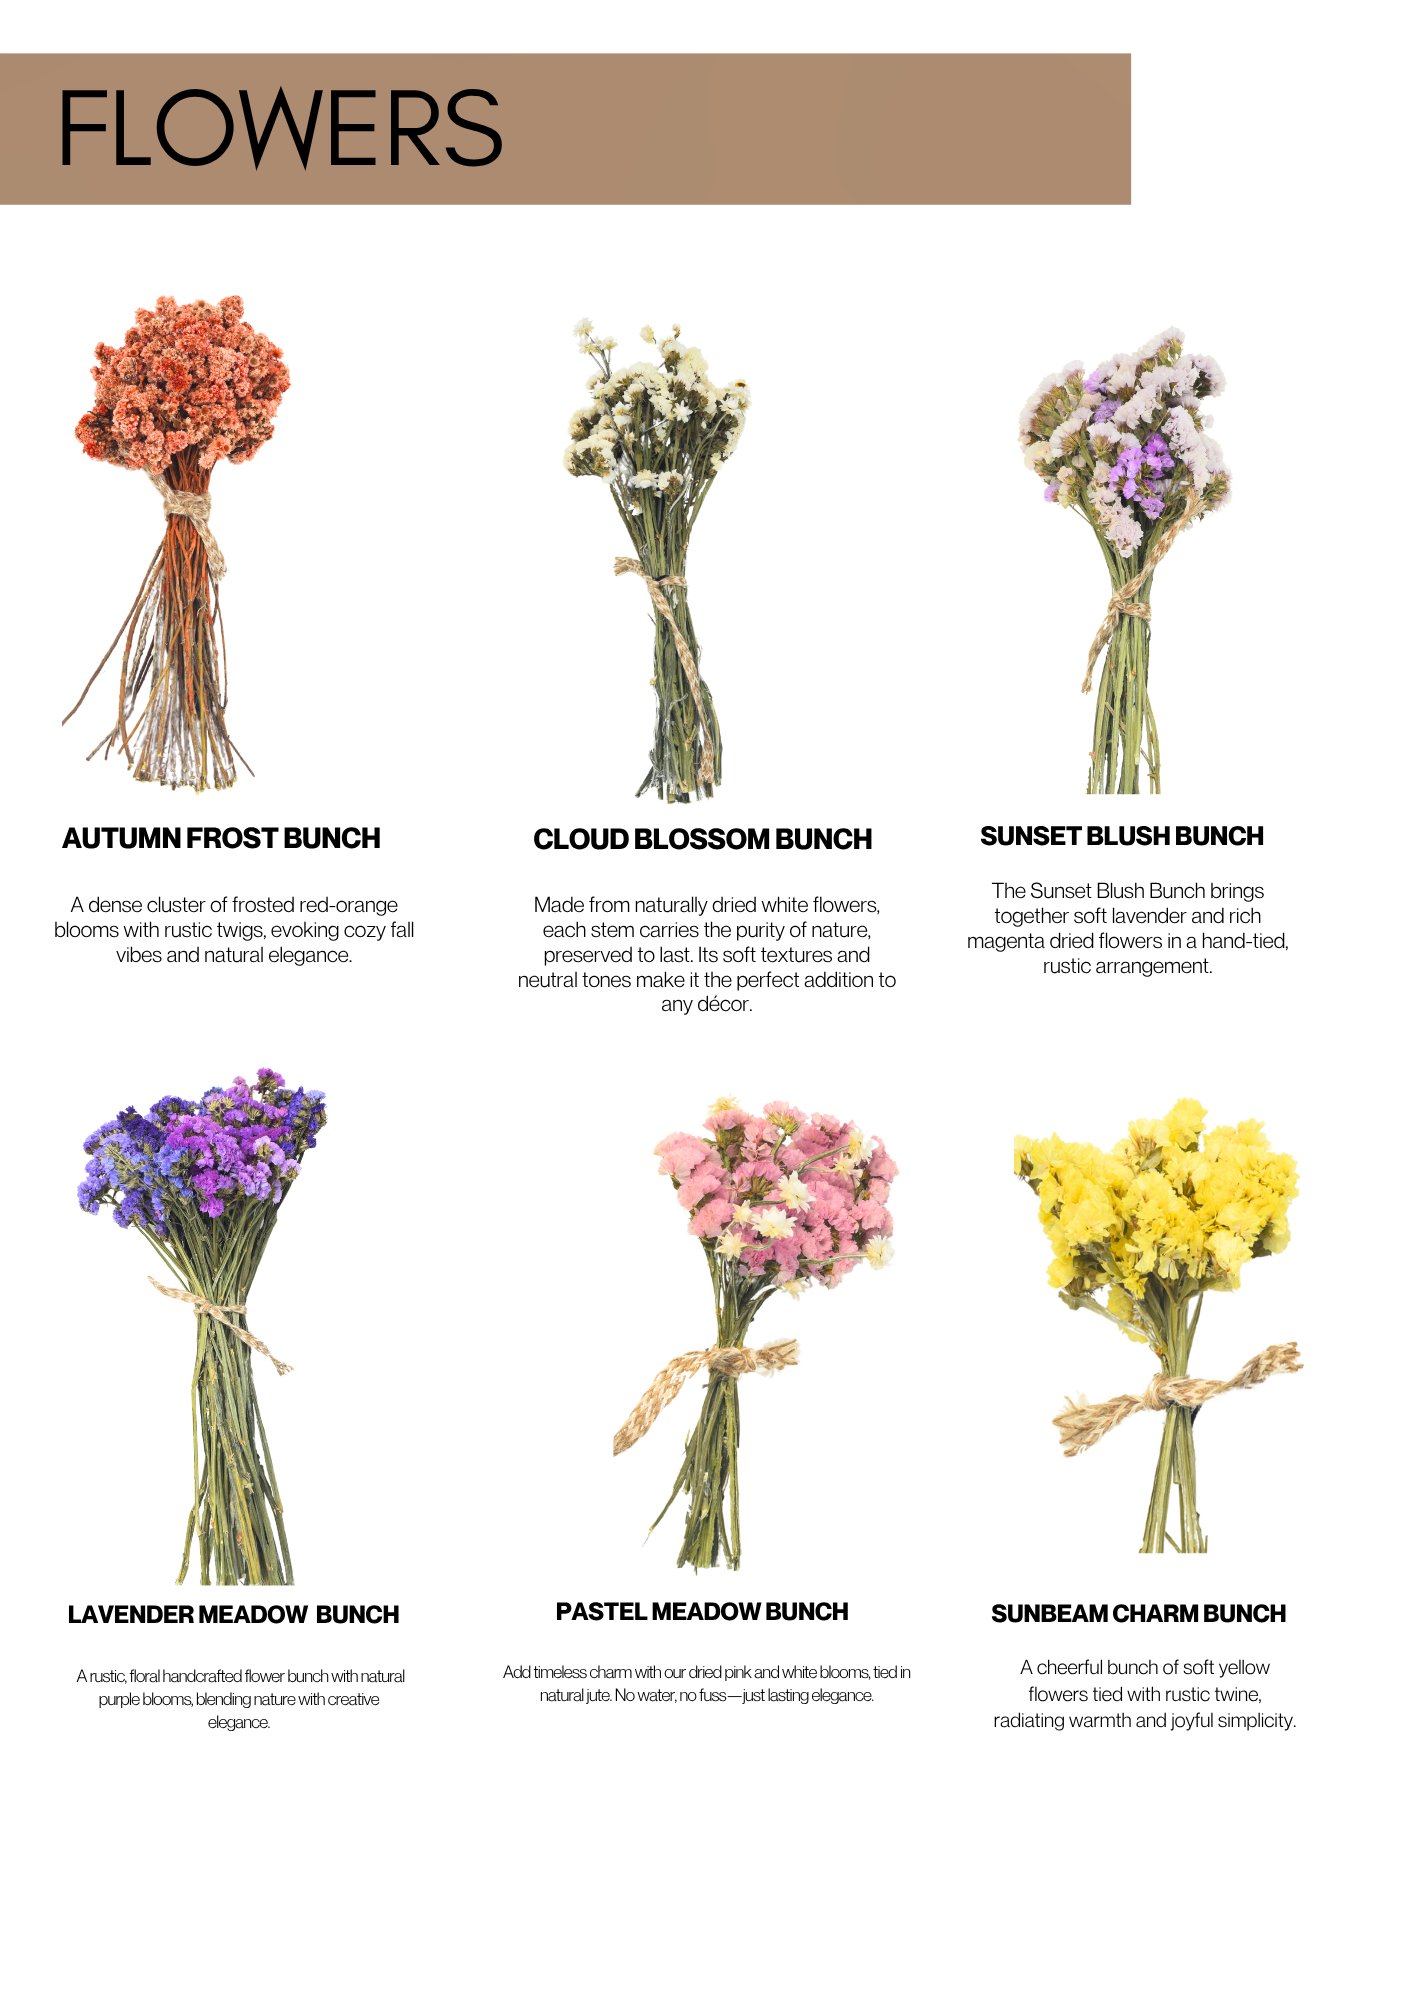 FLOWERS
AUTUMN FROST BUNCH
A dense cluster of frosted red-orange
blooms with rustic twigs, evoking cozy fall
vibes and natural elegance.
CLOUD BLOSSOM BUNCH
Made from naturally dried white flowers,
each stem carries the purity of nature,
preserved to last. Its soft textures and
neutral tones make it the perfect addition to
any décor.
SUNSET BLUSH BUNCH
The Sunset Blush Bunch brings
together soft lavender and rich
magenta dried flowers in a hand-tied,
rustic arrangement.
LAVENDER MEADOW BUNCH
A rustic, floral handcrafted flower bunch with natural
purple blooms, blending nature with creative
elegance.
PASTEL MEADOW BUNCH
Add timeless charm with our dried pink and white blooms, tied in
natural jute. No water, no fuss—just lasting elegance.
SUNBEAM CHARM BUNCH
A cheerful bunch of soft yellow
flowers tied with rustic twine,
radiating warmth and joyful simplicity.